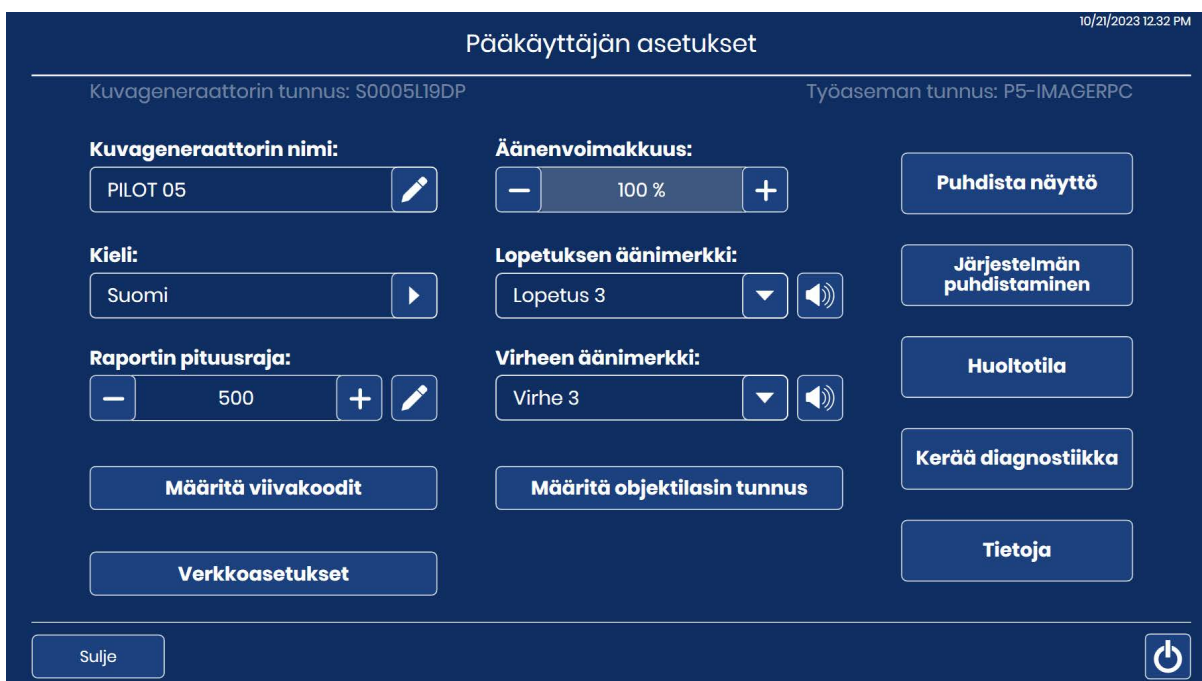 10/21/2023 12.32 PM
Pääkäyttäjän asetukset
Kuvageneraattorin tunnus: S0005L19DP
Työaseman tunnus: P5-IMAGERPC
Kuvageneraattorin nimi:
PILOT 05
Äänenvoimakkuus:
100 %
Puhdista näyttö
Kieli:
Suomi
Lopetuksen äänimerkki:
Lopetus 3
Järjestelmän
puhdistaminen
Raportin pituusraja:
500
Virheen äänimerkki:
Virhe 3
Huoltotila
Määritä viivakoodit
Määritä objektilasin tunnus
Kerää diagnostiikka
Verkkoasetukset
Tietoja
Sulje